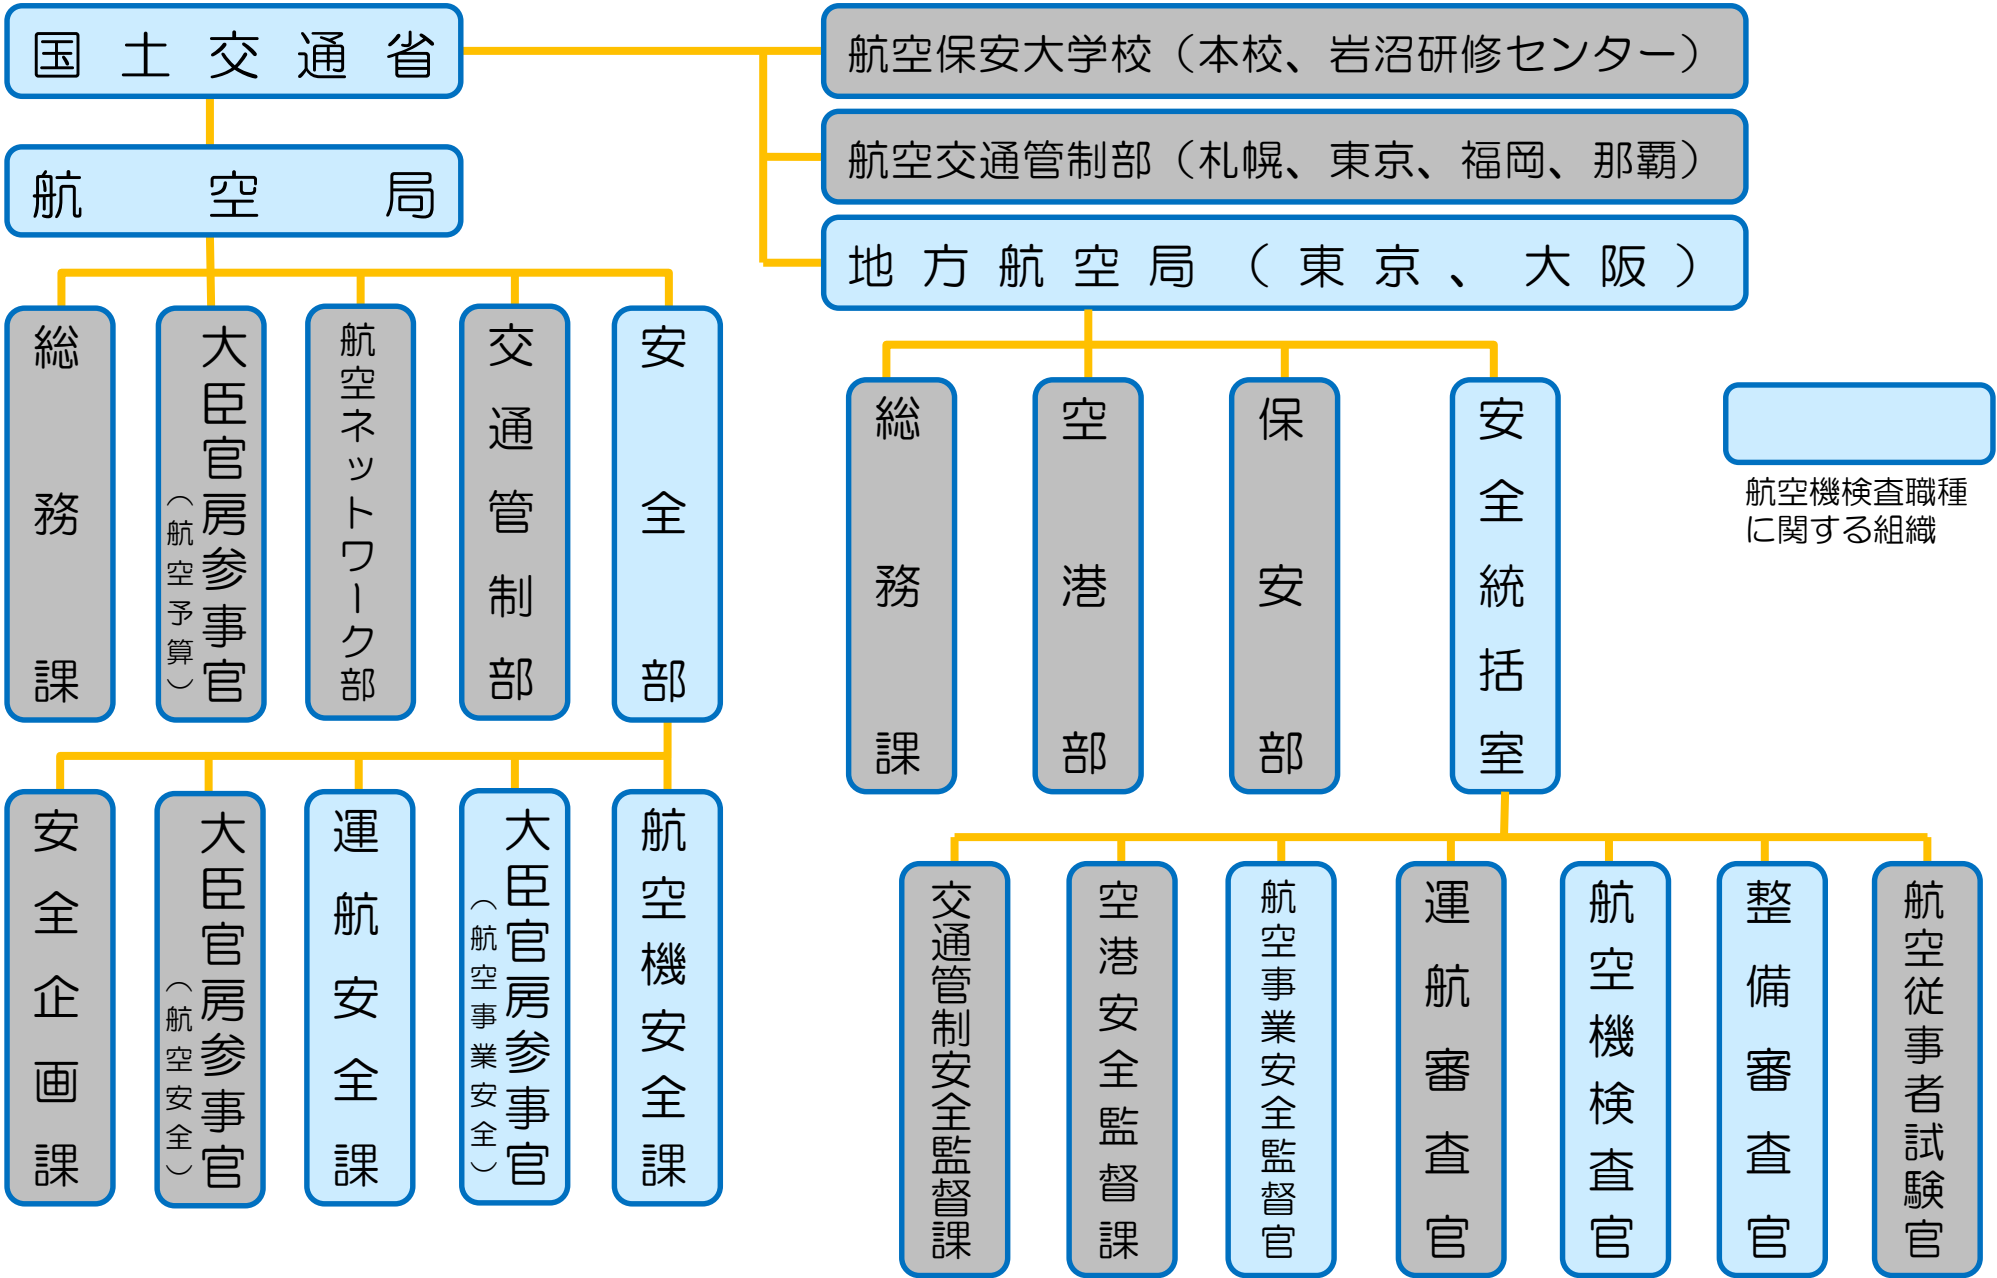 国土交通省
航空局
航空保安大学校（本校、岩沼研修センター）
航空交通管制部（札幌、東京、福岡、那覇）
地方航空局（東京、大阪）
総務課
大臣官房参事官
（航空予算）
航空ネットワーク部
交通管制部
安全部
安全企画課
大臣官房参事官
（航空安全）
運航安全課
大臣官房参事官
（航空事業安全）
航空機安全課
総務課
空港部
保安部
安全統括室
航空機検査職種
に関する組織
交通管制安全監督課
空港安全監督課
航空事業安全監督官
運航審査官
航空機検査官
整備審査官
航空従事者試験官